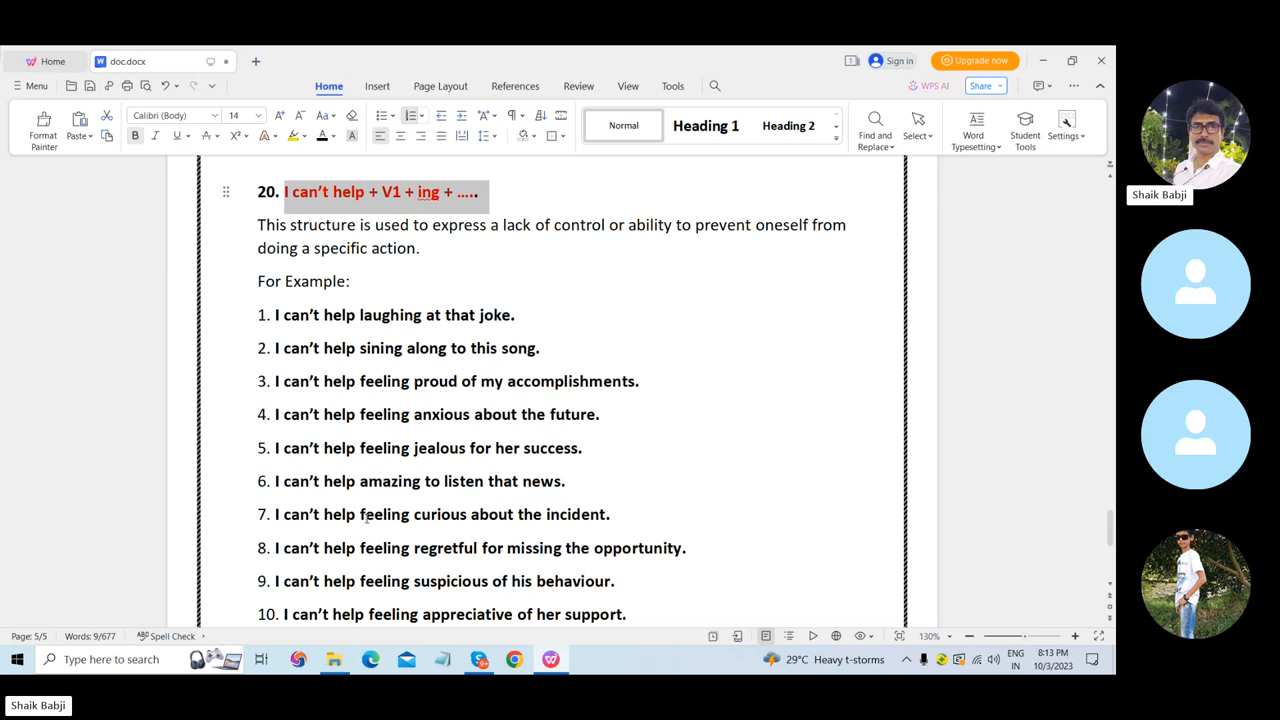 Home
doc.docx
Sign in
Upgrade now
Menu
Home
Insert
Page Layout
References
Review
View
Tools
WPS AI
Share
Format Painter
Paste
Calibri (Body)
14
Normal
Heading 1
Heading 2
Find and Replace
Select
Word Typesetting
Student Tools
Settings
20. I can’t help + V1 + ing + …..
This structure is used to express a lack of control or ability to prevent oneself from
doing a specific action.
For Example:
1. I can’t help laughing at that joke.
2. I can’t help sining along to this song.
3. I can’t help feeling proud of my accomplishments.
4. I can’t help feeling anxious about the future.
5. I can’t help feeling jealous for her success.
6. I can’t help amazing to listen that news.
7. I can’t help feeling curious about the incident.
8. I can’t help feeling regretful for missing the opportunity.
9. I can’t help feeling suspicious of his behaviour.
10. I can’t help feeling appreciative of her support.
Page: 5/5
Words: 9/677
Spell Check
130%
Type here to search
29°C Heavy t-storms
ENG
IN
8:13 PM
10/3/2023
Shaik Babji
Shaik Babji